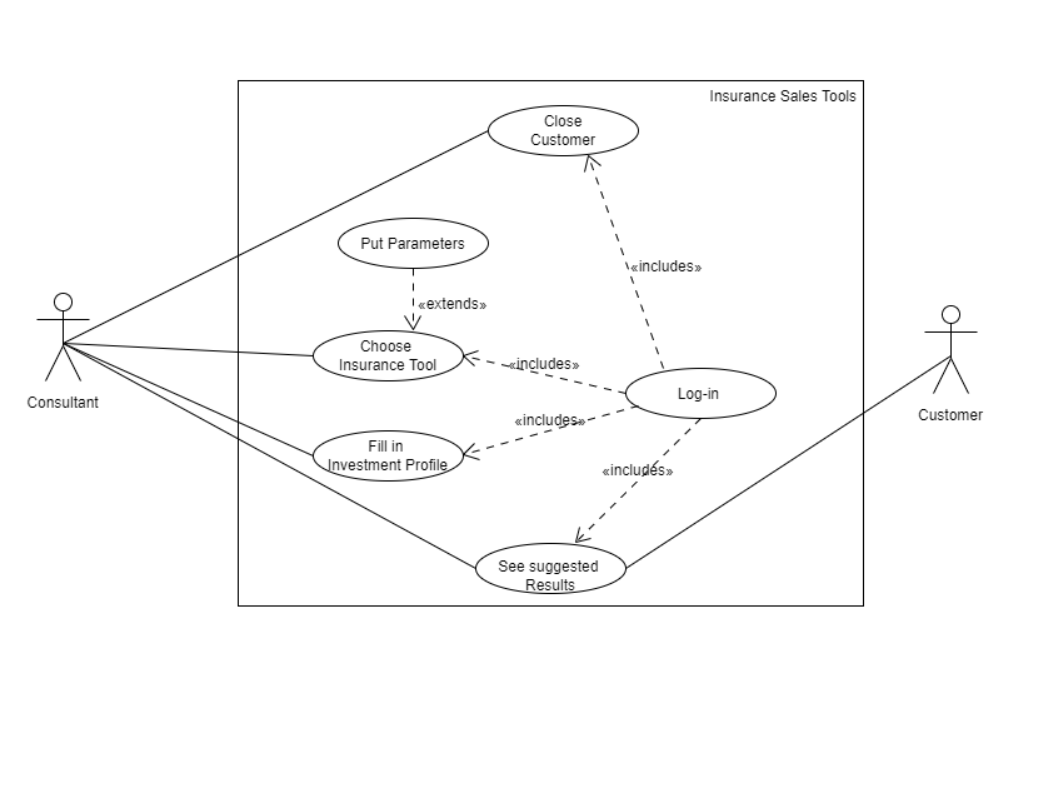 Insurance Sales Tools
Close
Customer
Put Parameters
«includes»
«extends»
Choose
Insurance Tool
«includes»
Log-in
Consultant
Customer
«includes»
Fill in
Investment Profile
«includes»
See suggested
Results